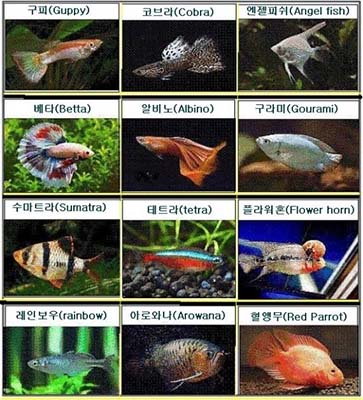 구피(Guppy)
코브라(Cobra)
엔젤피쉬(Angel fish)
베타(Betta)
알비노(Albino)
구라미(Gourami)
수마트라(Sumatra)
테트라(tetra)
플라워혼(Flower horn)
레인보우(rainbow)
아로와나(Arowana)
혈앵무(Red Parrot)